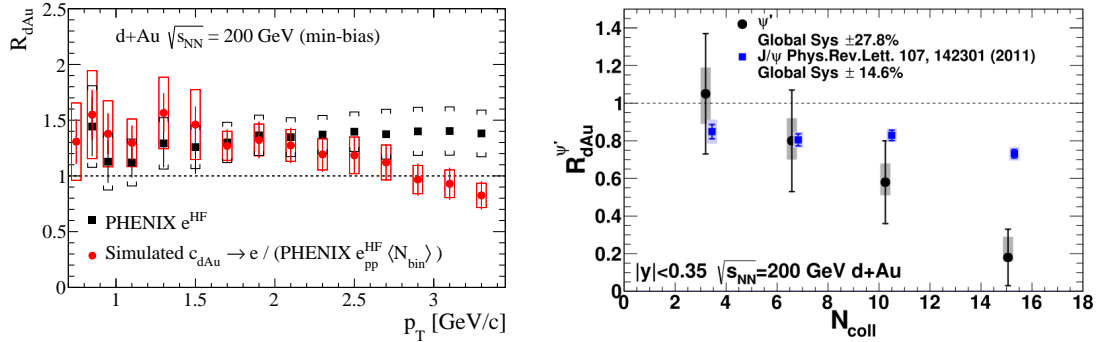 d+Au √sNN = 200 GeV (min-bias)
RdAu
2.5
2
1.5
1
0.5
0
PHENIX e^HF
Simulated c_dAu → e / (PHENIX e^HF_pp ⟨N_bin⟩)
1 1.5 2 2.5 3
p_T [GeV/c]
ψ'
Global Sys ±27.8%
J/ψ Phys.Rev.Lett. 107, 142301 (2011)
Global Sys ± 14.6%
R^ψ'_dAu
1.4
1.2
1
0.8
0.6
0.4
0.2
0
|y|<0.35 √sNN=200 GeV d+Au
0 2 4 6 8 10 12 14 16 18
N_coll